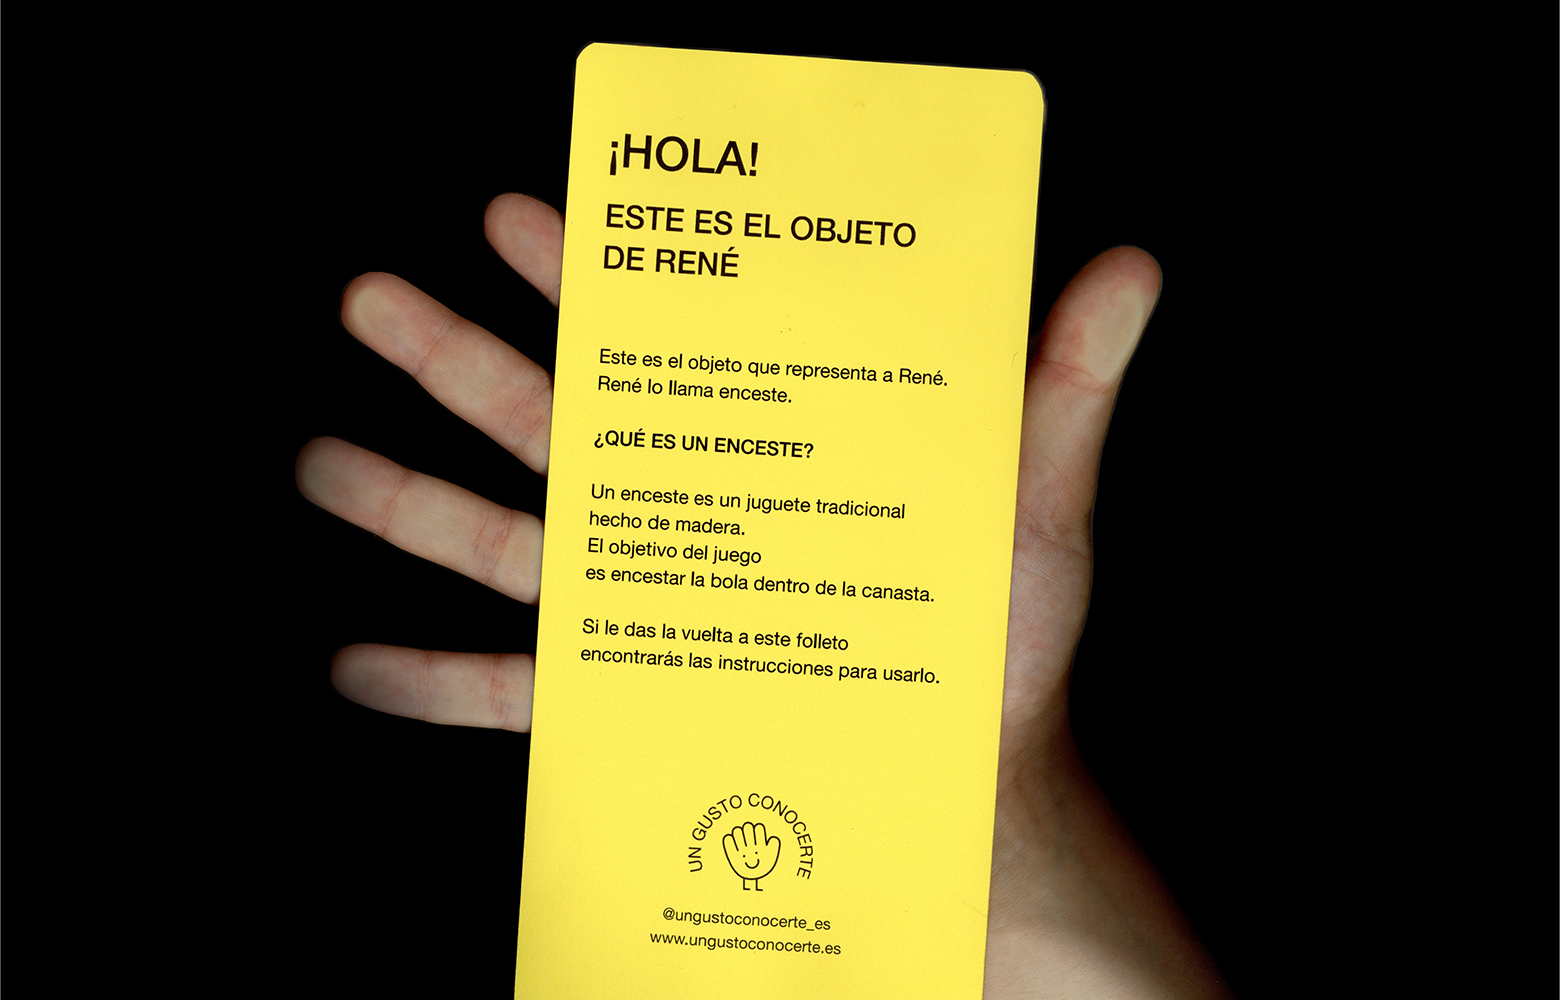 ¡HOLA!
ESTE ES EL OBJETO
DE RENÉ
Este es el objeto que representa a René.
René lo llama enceste.
¿QUÉ ES UN ENCESTE?
Un enceste es un juguete tradicional
hecho de madera.
El objetivo del juego
es encestar la bola dentro de la canasta.
Si le das la vuelta a este folleto
encontrarás las instrucciones para usarlo.
UN GUSTO CONOCERTE
@ungustoconocerte_es
www.ungustoconocerte.es